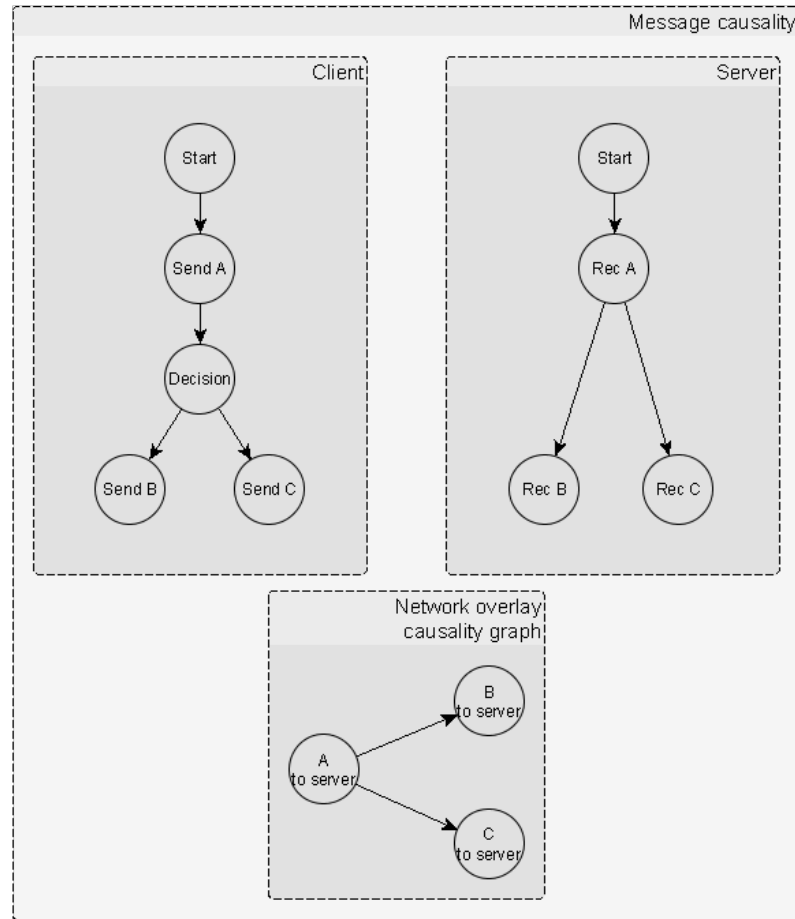 Message causality
Client
Start
Send A
Decision
Send B
Send C
Server
Start
Rec A
Rec B
Rec C
Network overlay
causality graph
A
to server
B
to server
C
to server